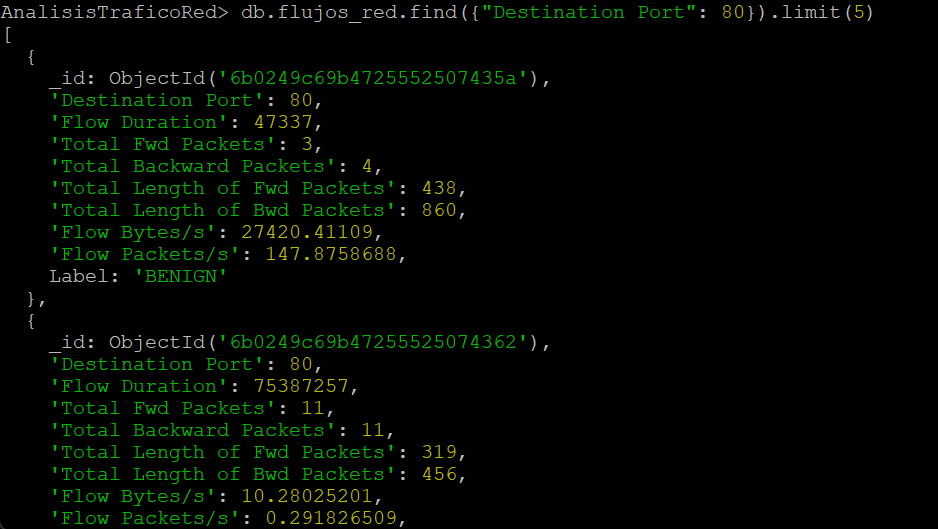 AnalisisTraficoRed> db.flujos_red.find({"Destination Port": 80}).limit(5)
[
  {
    _id: ObjectId('6b0249c69b4725552507435a'),
    'Destination Port': 80,
    'Flow Duration': 47337,
    'Total Fwd Packets': 3,
    'Total Backward Packets': 4,
    'Total Length of Fwd Packets': 438,
    'Total Length of Bwd Packets': 860,
    'Flow Bytes/s': 27420.41109,
    'Flow Packets/s': 147.8758688,
    Label: 'BENIGN'
  },
  {
    _id: ObjectId('6b0249c69b47255525074362'),
    'Destination Port': 80,
    'Flow Duration': 75387257,
    'Total Fwd Packets': 11,
    'Total Backward Packets': 11,
    'Total Length of Fwd Packets': 319,
    'Total Length of Bwd Packets': 456,
    'Flow Bytes/s': 10.28025201,
    'Flow Packets/s': 0.291826509,